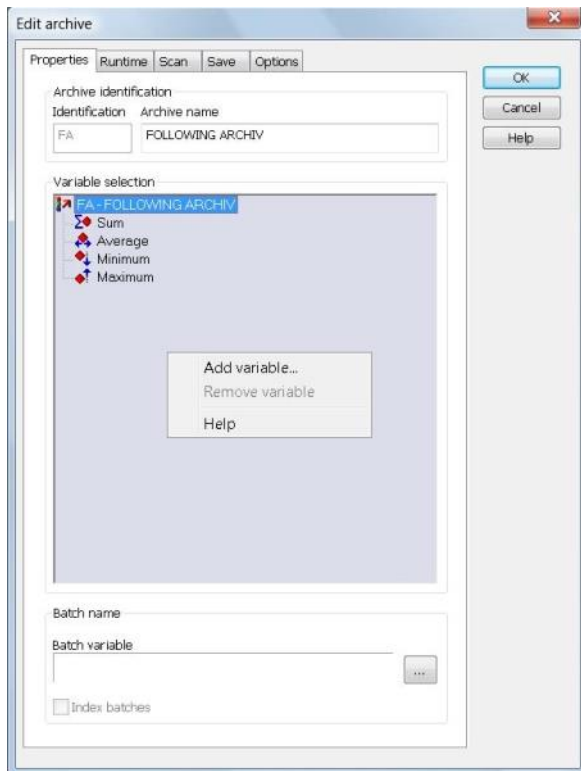 Edit archive
Properties Runtime Scan Save Options
OK
Cancel
Help
Archive identification
Identification Archive name
FA FOLLOWING ARCHIV
Variable selection
FA - FOLLOWING ARCHIV
Sum
Average
Minimum
Maximum
Add variable...
Remove variable
Help
Batch name
Batch variable
...
Index batches